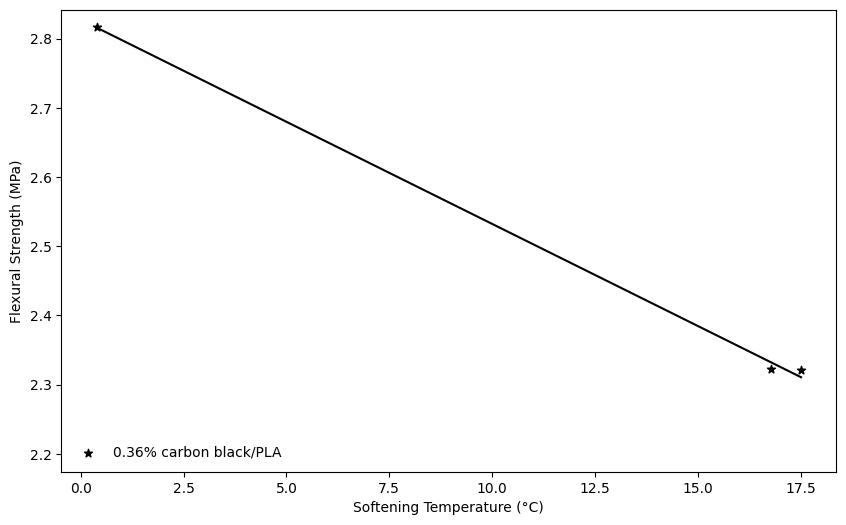 2.8
2.7
2.6
2.5
2.4
2.3
2.2
Flexural Strength (MPa)
0.36% carbon black/PLA
0.0 2.5 5.0 7.5 10.0 12.5 15.0 17.5
Softening Temperature (°C)